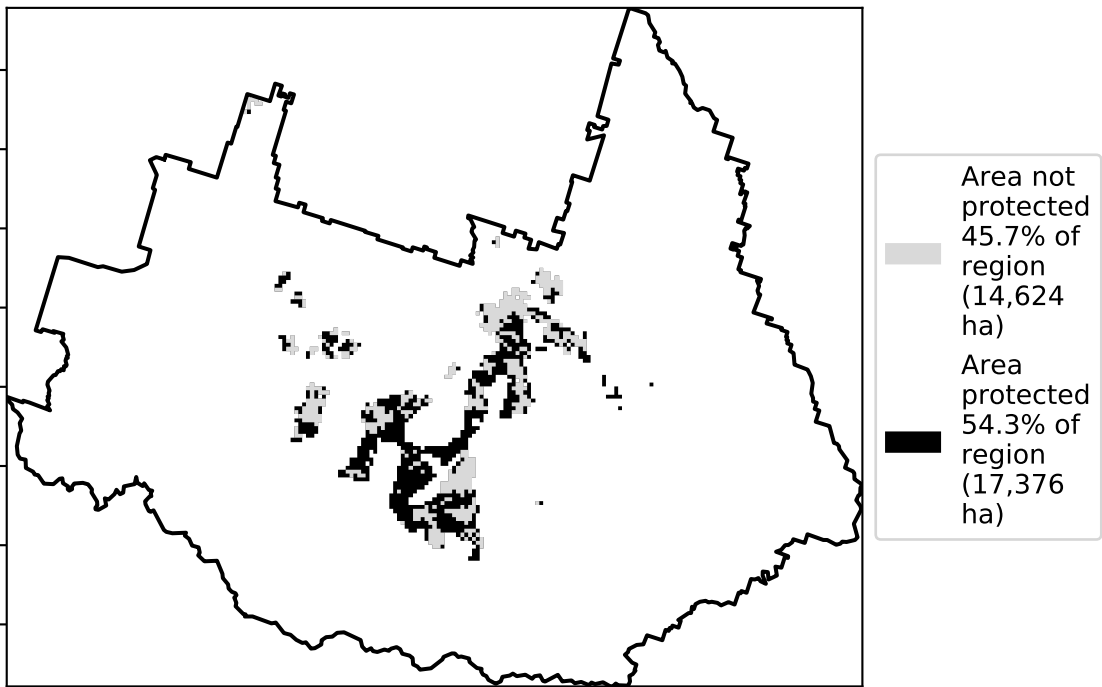 Area not
protected
45.7% of
region
(14,624
ha)
Area
protected
54.3% of
region
(17,376
ha)